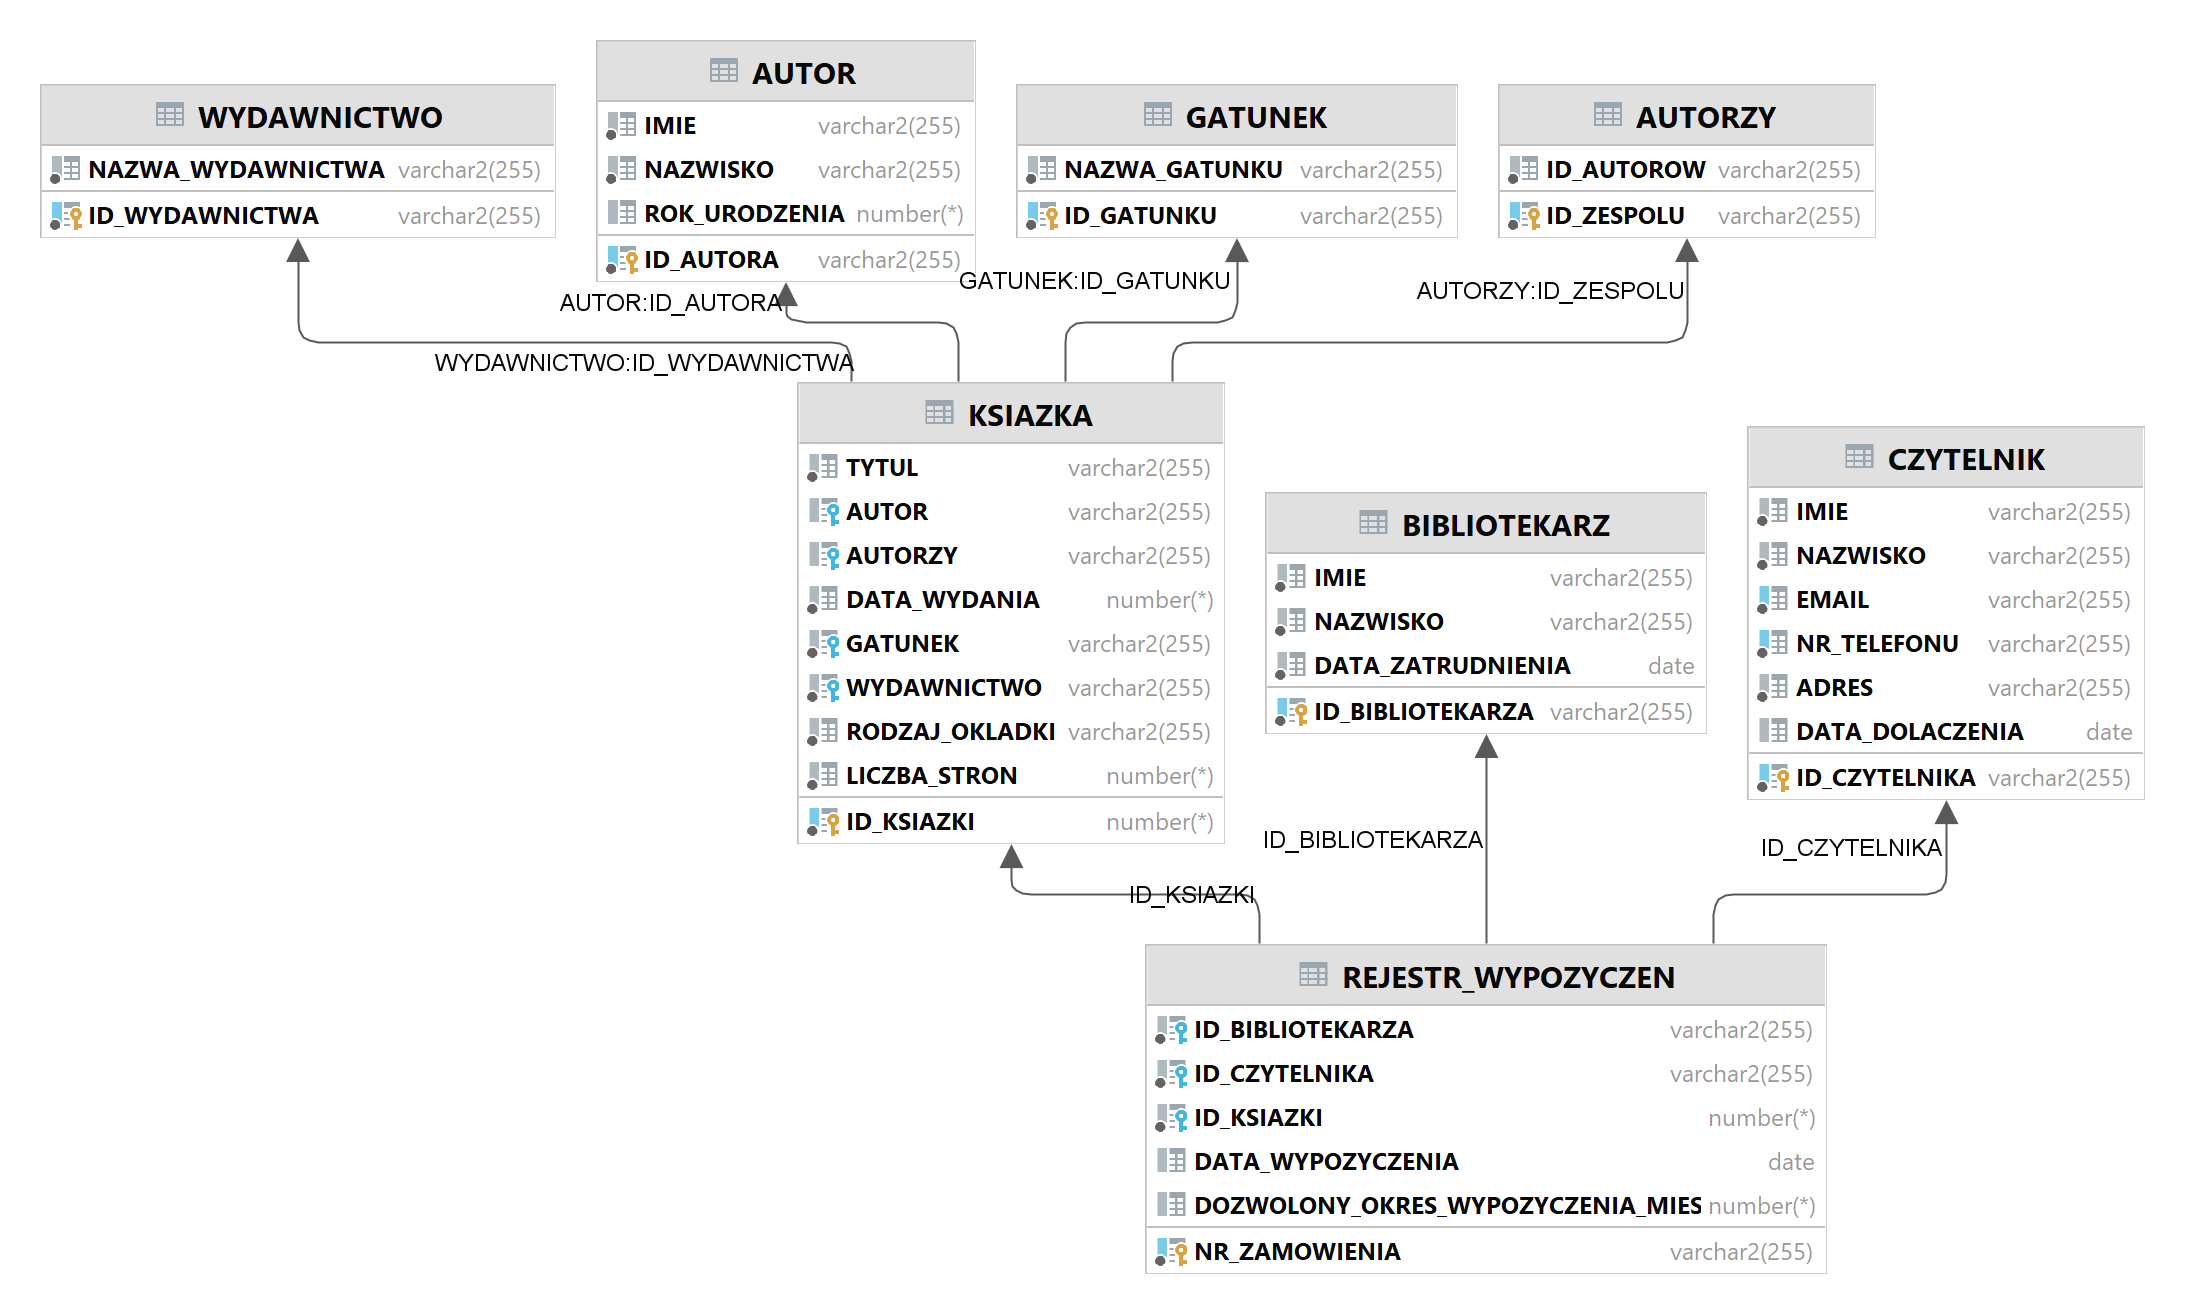 WYDAWNICTWO
NAZWA_WYDAWNICTWA varchar2(255)
ID_WYDAWNICTWA varchar2(255)
AUTOR
IMIE varchar2(255)
NAZWISKO varchar2(255)
ROK_URODZENIA number(*)
ID_AUTORA varchar2(255)
GATUNEK
NAZWA_GATUNKU varchar2(255)
ID_GATUNKU varchar2(255)
AUTORZY
ID_AUTOROW varchar2(255)
ID_ZESPOLU varchar2(255)
WYDAWNICTWO:ID_WYDAWNICTWA
AUTOR:ID_AUTORA
GATUNEK:ID_GATUNKU
AUTORZY:ID_ZESPOLU
KSIAZKA
TYTUL varchar2(255)
AUTOR varchar2(255)
AUTORZY varchar2(255)
DATA_WYDANIA number(*)
GATUNEK varchar2(255)
WYDAWNICTWO varchar2(255)
RODZAJ_OKLADKI varchar2(255)
LICZBA_STRON number(*)
ID_KSIAZKI number(*)
BIBLIOTEKARZ
IMIE varchar2(255)
NAZWISKO varchar2(255)
DATA_ZATRUDNIENIA date
ID_BIBLIOTEKARZA varchar2(255)
CZYTELNIK
IMIE varchar2(255)
NAZWISKO varchar2(255)
EMAIL varchar2(255)
NR_TELEFONU varchar2(255)
ADRES varchar2(255)
DATA_DOLACZENIA date
ID_CZYTELNIKA varchar2(255)
ID_KSIAZKI
ID_BIBLIOTEKARZA
ID_CZYTELNIKA
REJESTR_WYPOZYCZEN
ID_BIBLIOTEKARZA varchar2(255)
ID_CZYTELNIKA varchar2(255)
ID_KSIAZKI number(*)
DATA_WYPOZYCZENIA date
DOZWOLONY_OKRES_WYPOZYCZENIA_MIES number(*)
NR_ZAMOWIENIA varchar2(255)